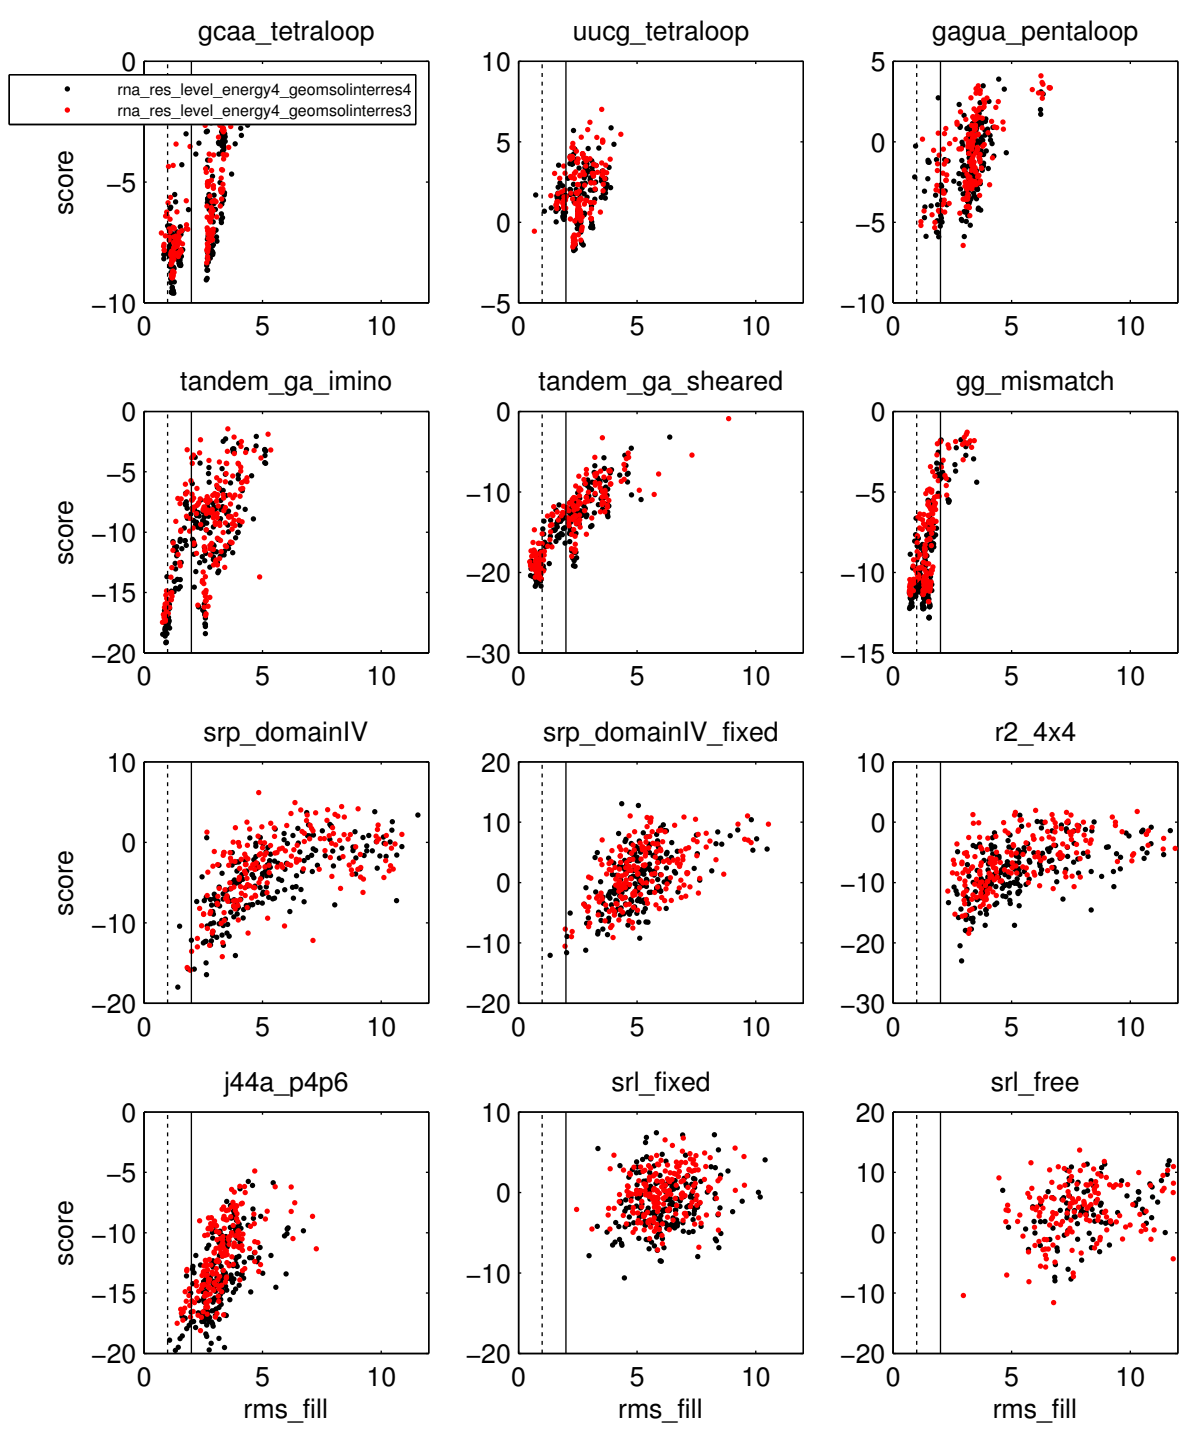 gcaa_tetraloop
uucg_tetraloop
gagua_pentaloop
rna_res_level_energy4_geomsolinterres4
rna_res_level_energy4_geomsolinterres3
score
0
−5
−10
0 5 10
10
5
0
−5
0 5 10
5
0
−5
−10
0 5 10
tandem_ga_imino
tandem_ga_sheared
gg_mismatch
score
0
−5
−10
−15
−20
0 5 10
0
−10
−20
−30
0 5 10
0
−5
−10
−15
0 5 10
srp_domainIV
srp_domainIV_fixed
r2_4x4
score
10
0
−10
−20
0 5 10
20
10
0
−10
−20
0 5 10
10
0
−10
−20
−30
0 5 10
j44a_p4p6
srl_fixed
srl_free
score
0
−5
−10
−15
−20
0 5 10
rms_fill
10
0
−10
−20
0 5 10
rms_fill
20
10
0
−10
−20
0 5 10
rms_fill